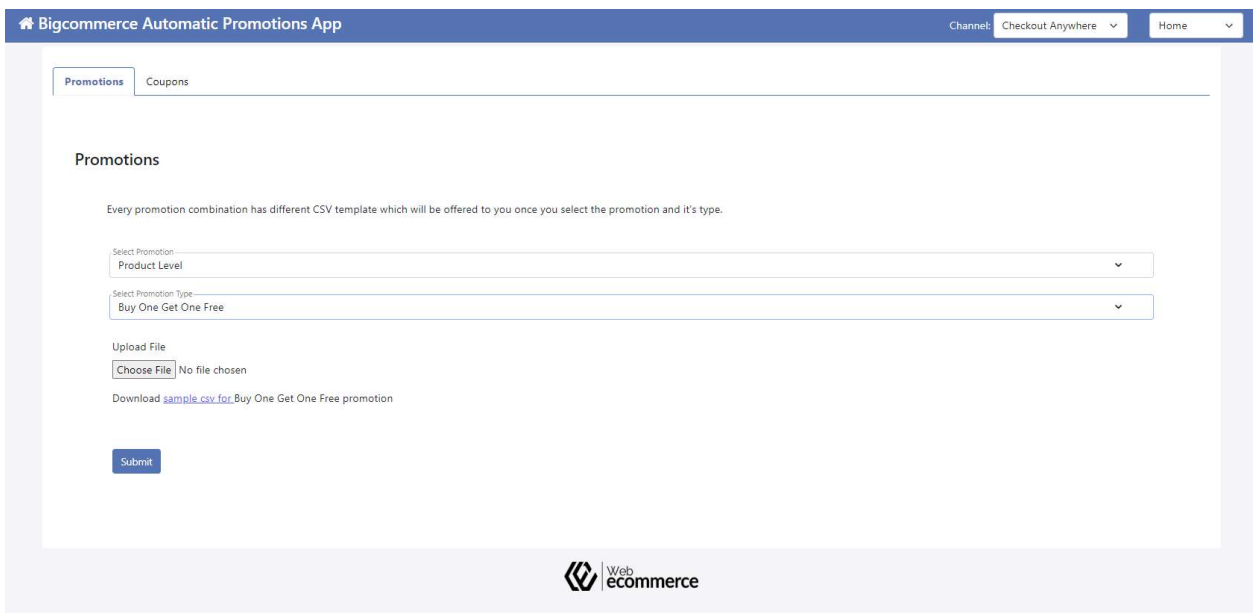 Bigcommerce Automatic Promotions App
Channel: Checkout Anywhere
Home
Promotions Coupons
Promotions
Every promotion combination has different CSV template which will be offered to you once you select the promotion and it's type.
Select Promotion
Product Level
Select Promotion Type
Buy One Get One Free
Upload File
Choose File No file chosen
Download sample csv for Buy One Get One Free promotion
Submit
Web
ecommerce